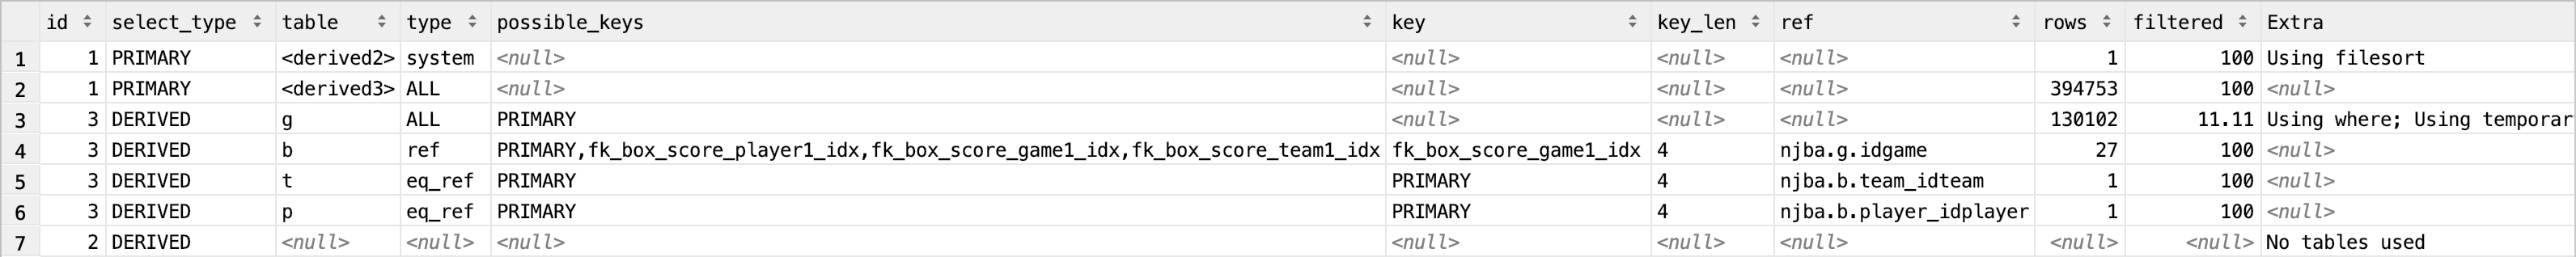 id select_type table type possible_keys key key_len ref rows filtered Extra
1 1 PRIMARY <derived2> system <null> <null> <null> <null> 1 100 Using filesort
2 1 PRIMARY <derived3> ALL <null> <null> <null> <null> 394753 100 <null>
3 3 DERIVED g ALL PRIMARY <null> <null> <null> 130102 11.11 Using where; Using temporar
4 3 DERIVED b ref PRIMARY,fk_box_score_player1_idx,fk_box_score_game1_idx,fk_box_score_team1_idx fk_box_score_game1_idx 4 njba.g.idgame 27 100 <null>
5 3 DERIVED t eq_ref PRIMARY PRIMARY 4 njba.b.team_idteam 1 100 <null>
6 3 DERIVED p eq_ref PRIMARY PRIMARY 4 njba.b.player_idplayer 1 100 <null>
7 2 DERIVED <null> <null> <null> <null> <null> <null> <null> <null> No tables used